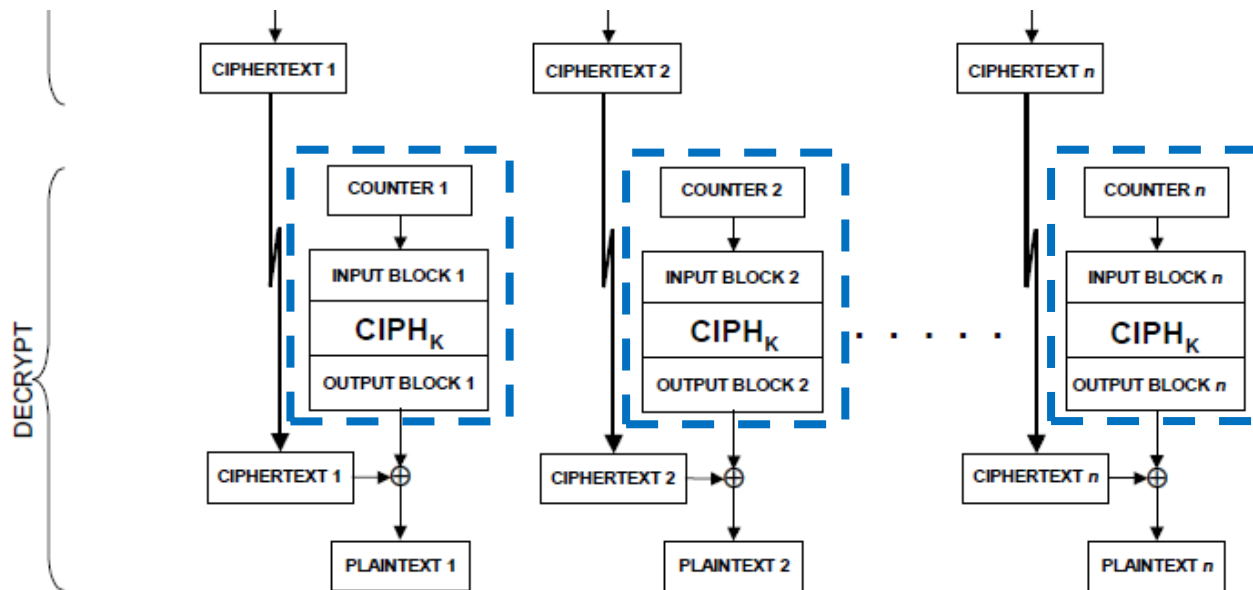 CIPHERTEXT 1
CIPHERTEXT 2
CIPHERTEXT n
DECRYPT
COUNTER 1
COUNTER 2
COUNTER n
INPUT BLOCK 1
INPUT BLOCK 2
INPUT BLOCK n
CIPHK
CIPHK
. . . . .
CIPHK
OUTPUT BLOCK 1
OUTPUT BLOCK 2
OUTPUT BLOCK n
CIPHERTEXT 1
CIPHERTEXT 2
CIPHERTEXT n
PLAINTEXT 1
PLAINTEXT 2
PLAINTEXT n